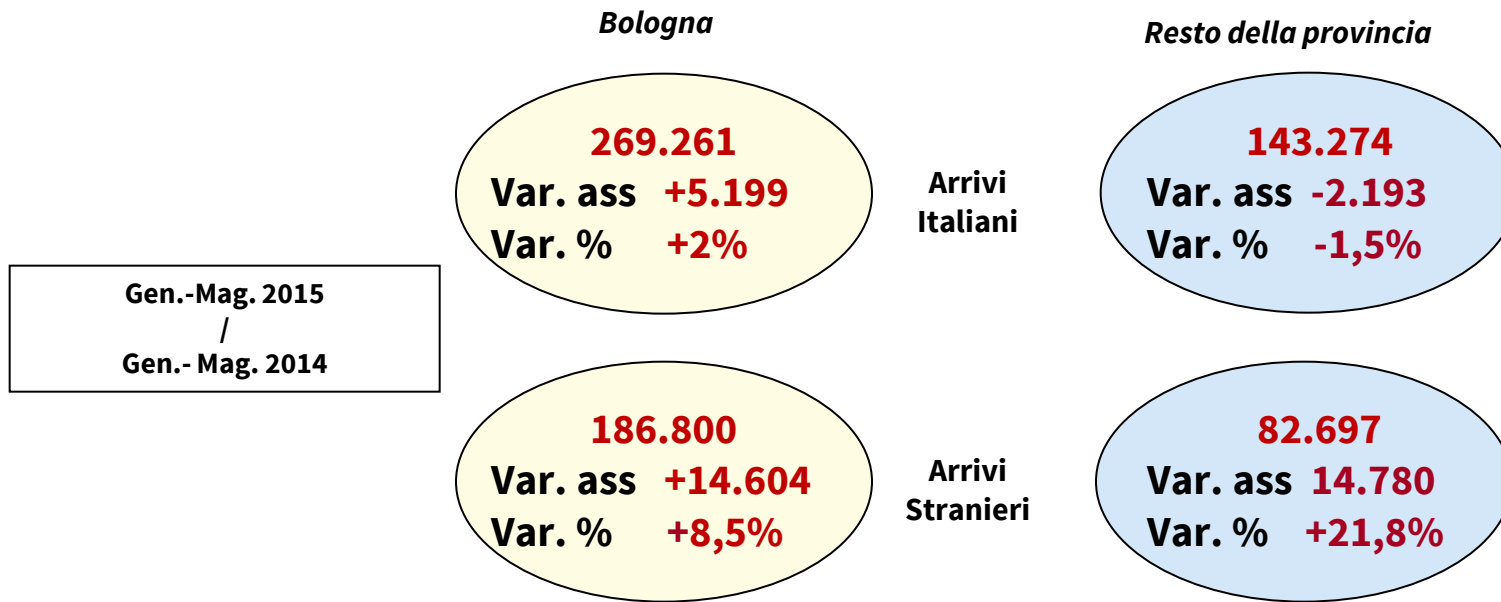 Bologna
Resto della provincia
269.261
Var. ass +5.199
Var. % +2%
Arrivi
Italiani
143.274
Var. ass -2.193
Var. % -1,5%
Gen.-Mag. 2015
/
Gen.- Mag. 2014
186.800
Var. ass +14.604
Var. % +8,5%
Arrivi
Stranieri
82.697
Var. ass 14.780
Var. % +21,8%